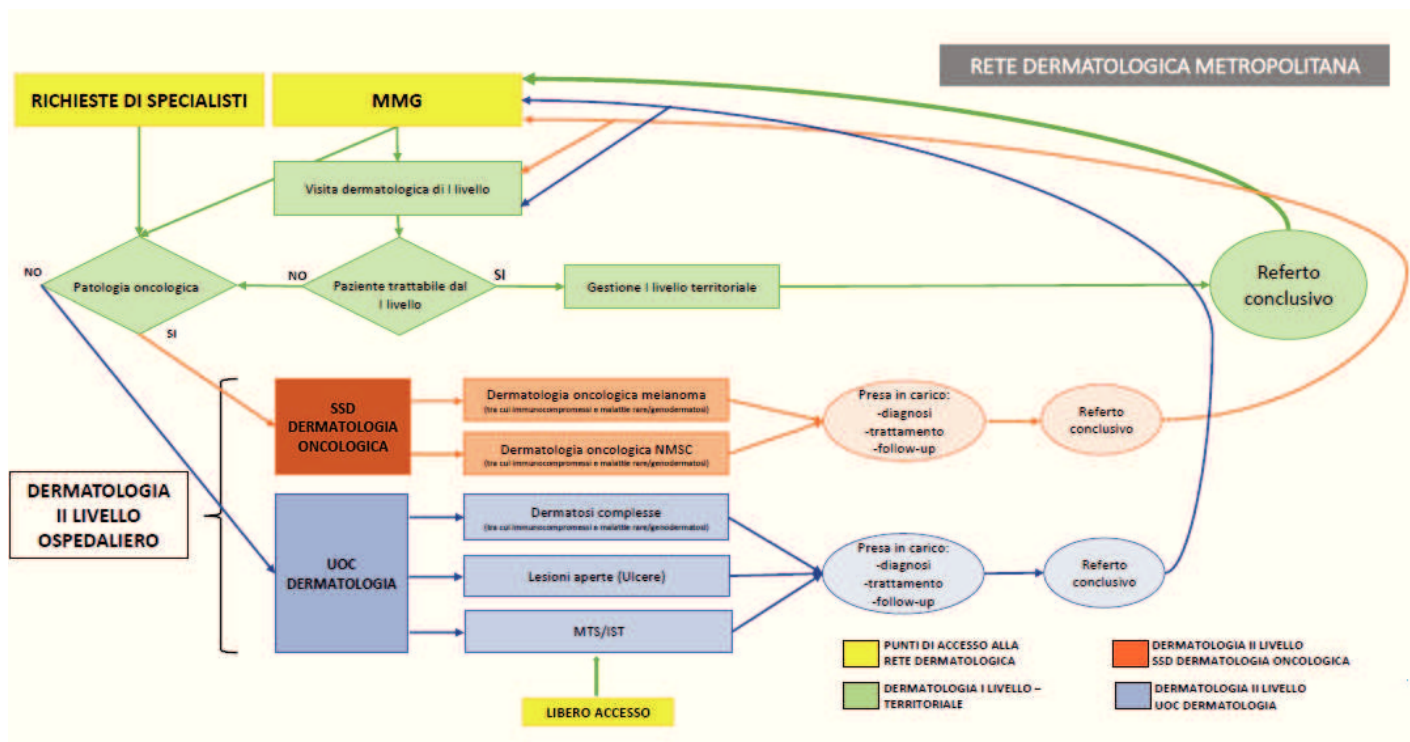 RETE DERMATOLOGICA METROPOLITANA
RICHIESTE DI SPECIALISTI
MMG
Visita dermatologica di I livello
NO
Patologia oncologica
SI
NO
Paziente trattabile dal
I livello
SI
Gestione I livello territoriale
Referto
conclusivo
DERMATOLOGIA
II LIVELLO
OSPEDALIERO
SSD
DERMATOLOGIA
ONCOLOGICA
Dermatologia oncologica melanoma
(tra cui immunocompromessi e malattie rare/genodermatosi)
Dermatologia oncologica NMSC
(tra cui immunocompromessi e malattie rare/genodermatosi)
Presa in carico:
-diagnosi
-trattamento
-follow-up
Referto
conclusivo
UOC
DERMATOLOGIA
Dermatosi complesse
(tra cui immunocompromessi e malattie rare/genodermatosi)
Lesioni aperte (Ulcere)
MTS/IST
Presa in carico:
-diagnosi
-trattamento
-follow-up
Referto
conclusivo
LIBERO ACCESSO
PUNTI DI ACCESSO ALLA
RETE DERMATOLOGICA
DERMATOLOGIA I LIVELLO –
TERRITORIALE
DERMATOLOGIA II LIVELLO
SSD DERMATOLOGIA ONCOLOGICA
DERMATOLOGIA II LIVELLO
UOC DERMATOLOGIA